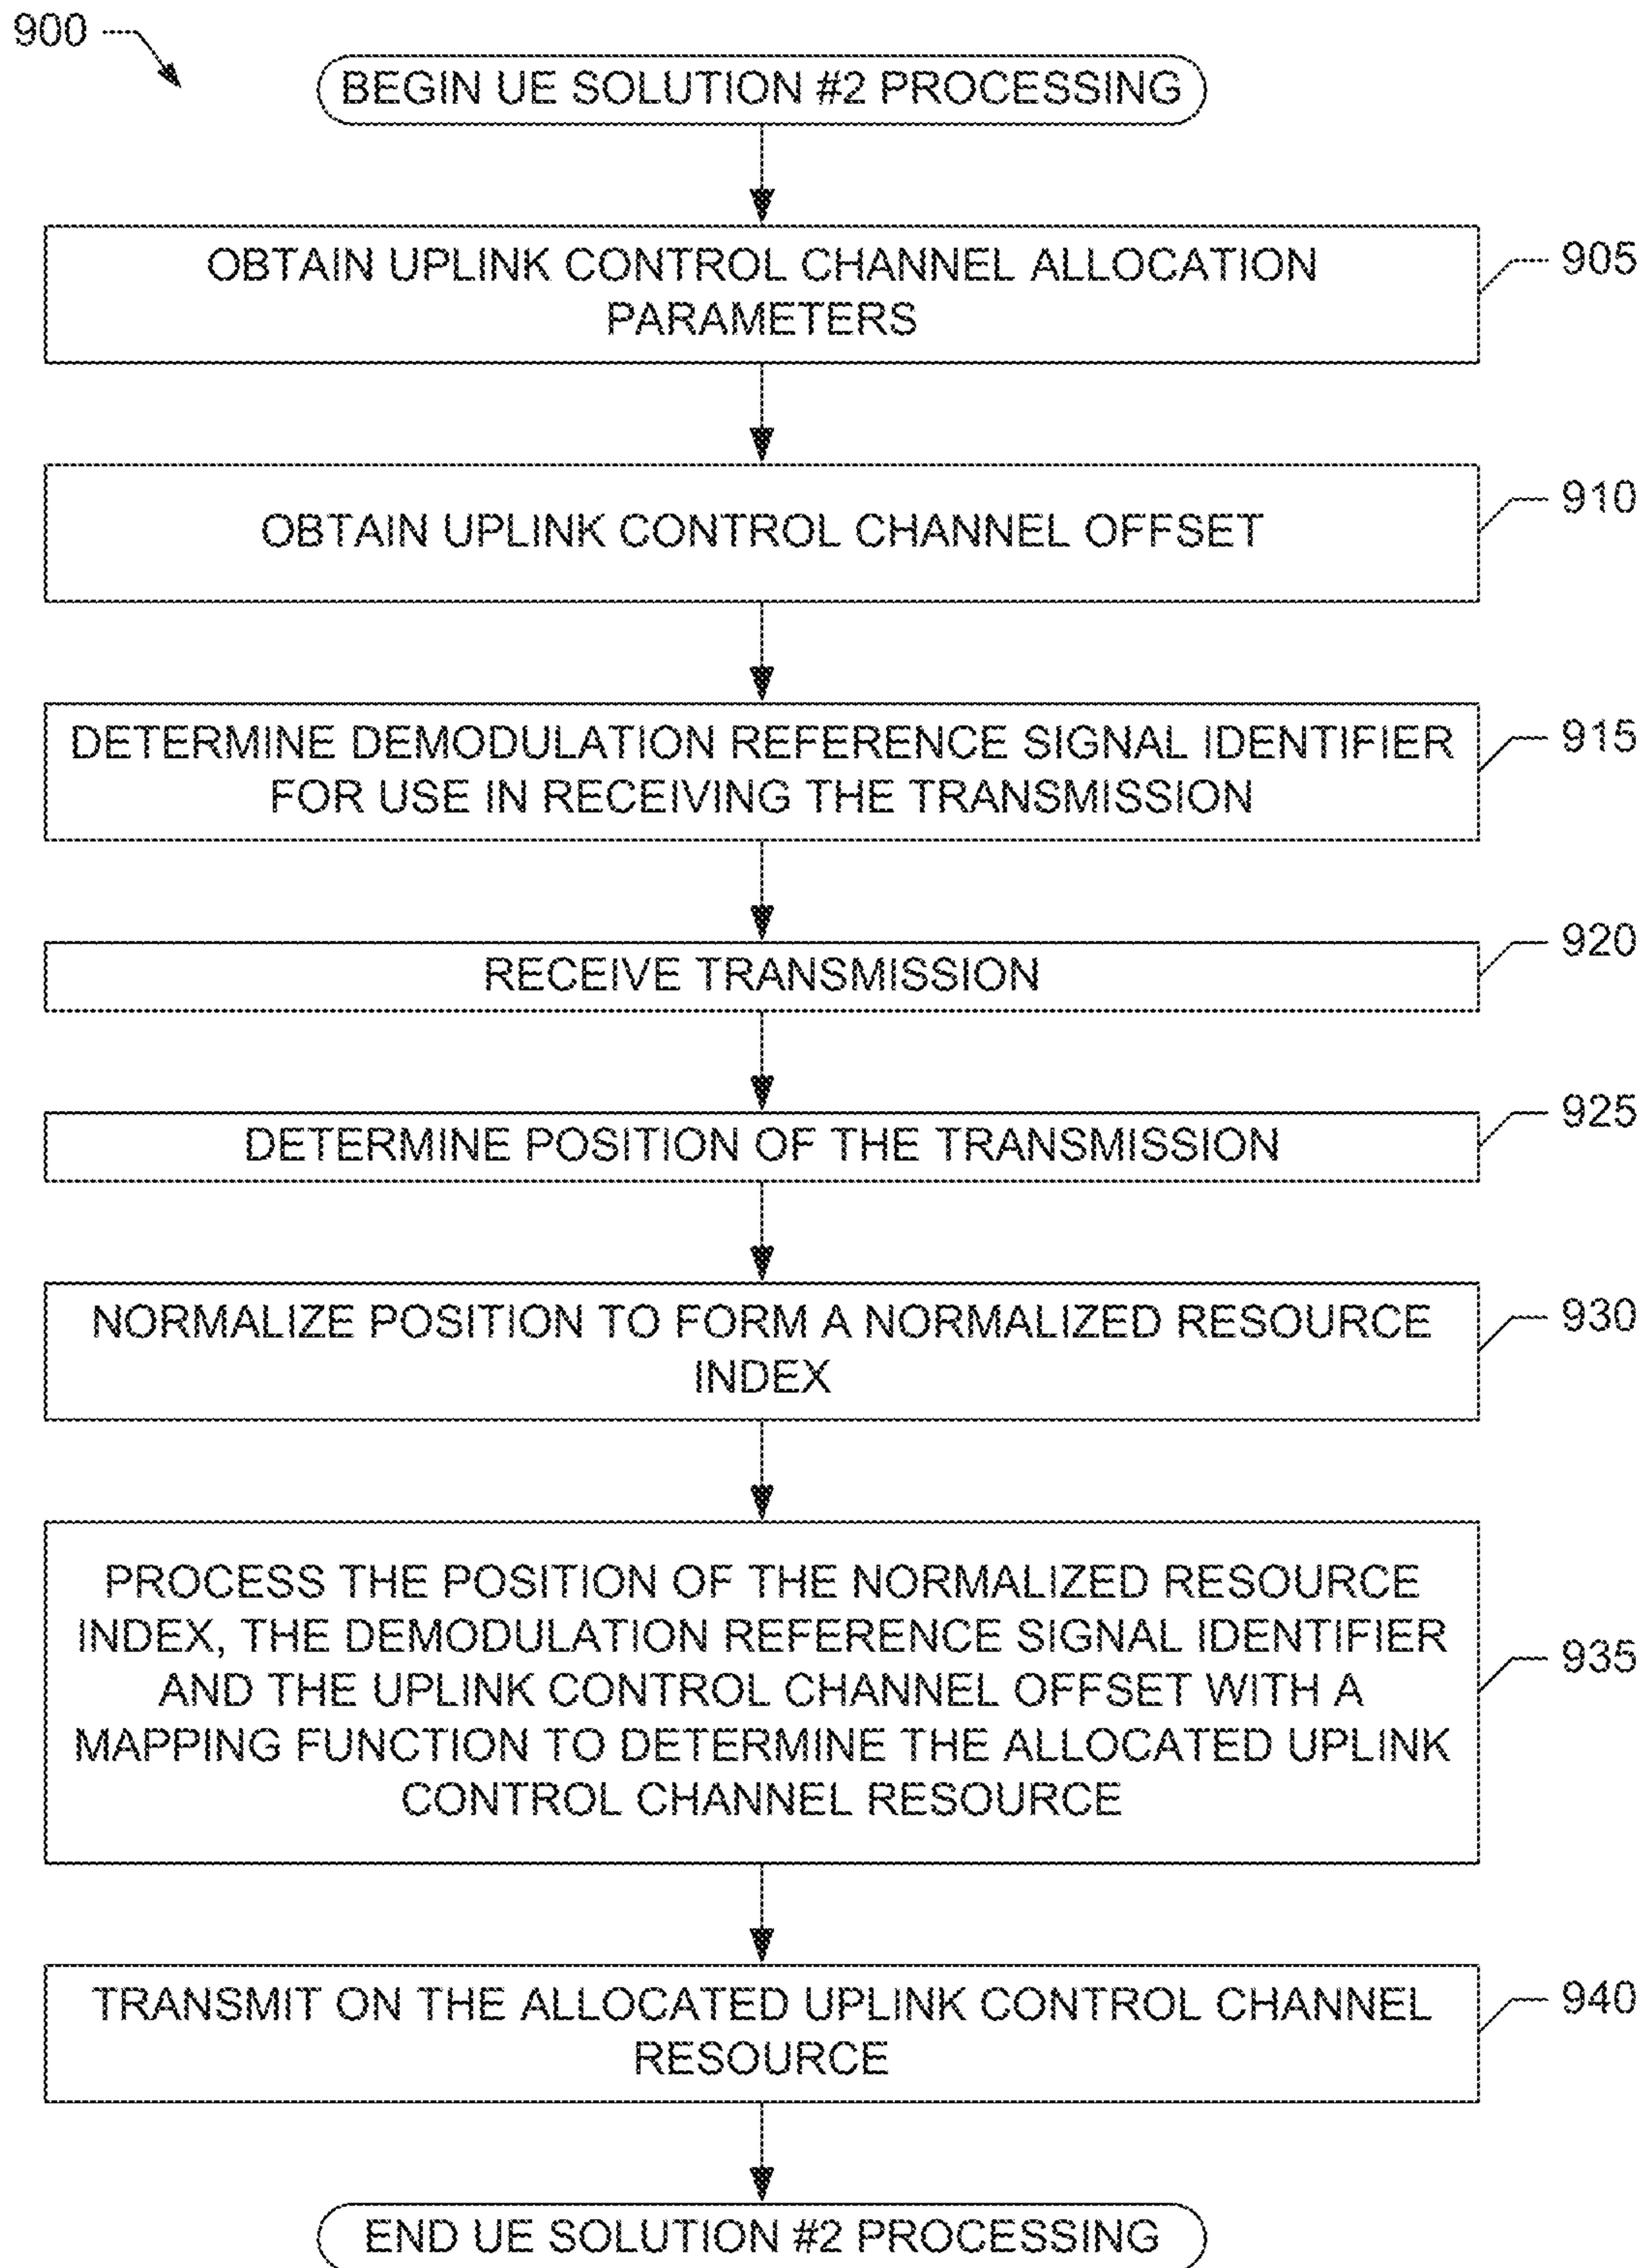 900
BEGIN UE SOLUTION #2 PROCESSING
OBTAIN UPLINK CONTROL CHANNEL ALLOCATION
PARAMETERS
905
OBTAIN UPLINK CONTROL CHANNEL OFFSET
910
DETERMINE DEMODULATION REFERENCE SIGNAL IDENTIFIER
FOR USE IN RECEIVING THE TRANSMISSION
915
RECEIVE TRANSMISSION
920
DETERMINE POSITION OF THE TRANSMISSION
925
NORMALIZE POSITION TO FORM A NORMALIZED RESOURCE
INDEX
930
PROCESS THE POSITION OF THE NORMALIZED RESOURCE
INDEX, THE DEMODULATION REFERENCE SIGNAL IDENTIFIER
AND THE UPLINK CONTROL CHANNEL OFFSET WITH A
MAPPING FUNCTION TO DETERMINE THE ALLOCATED UPLINK
CONTROL CHANNEL RESOURCE
935
TRANSMIT ON THE ALLOCATED UPLINK CONTROL CHANNEL
RESOURCE
940
END UE SOLUTION #2 PROCESSING